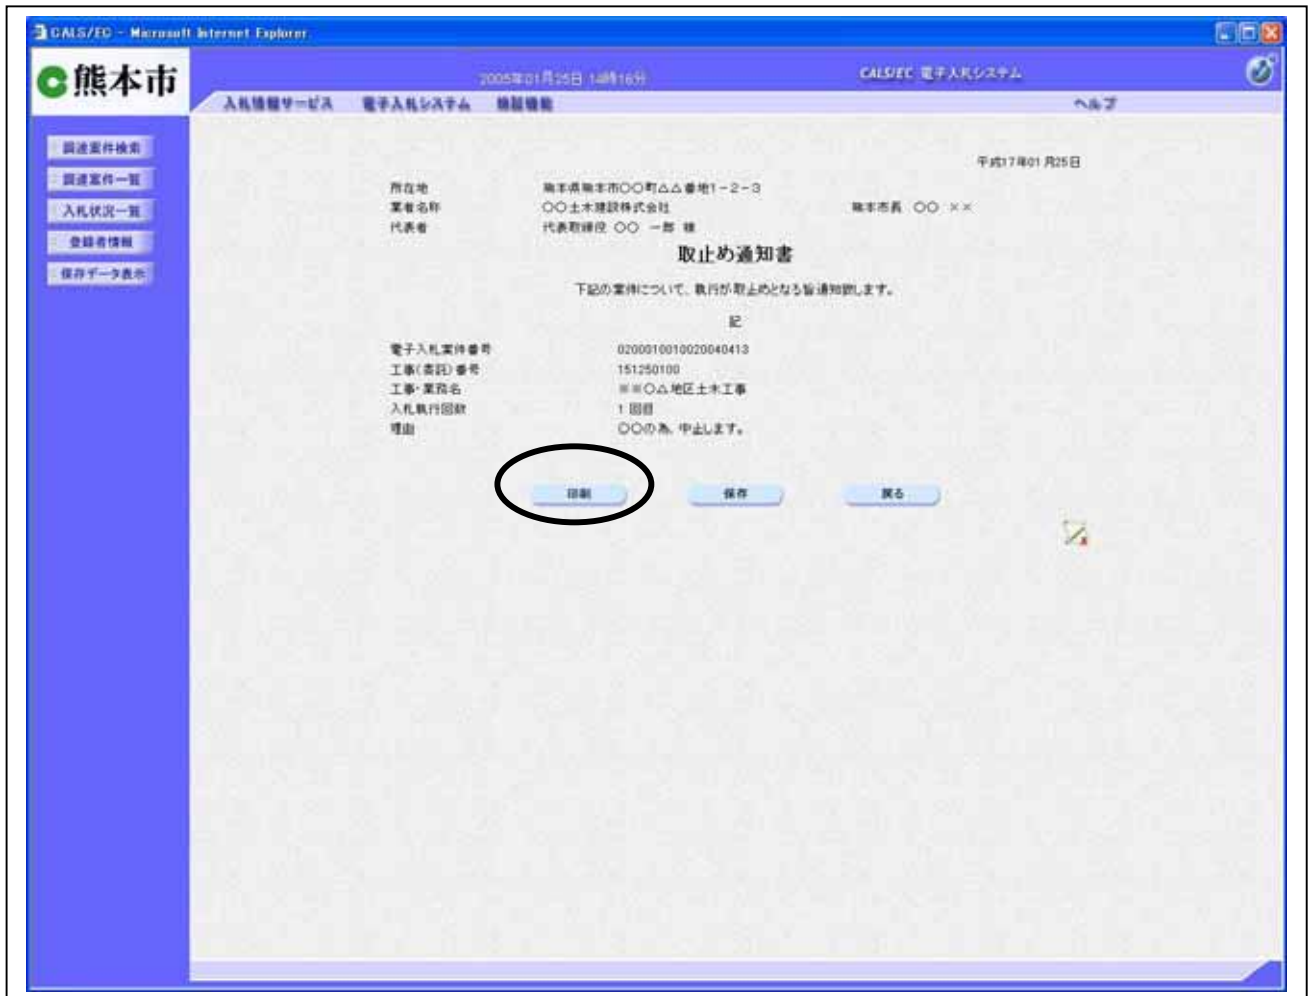 CALS/EC - Microsoft Internet Explorer
熊本市
2005年01月25日 14時16分
CALS/EC 電子入札システム
入札情報サービス 電子入札システム 検証機能 ヘルプ
調達案件検索
調達案件一覧
入札状況一覧
登録者情報
保存データ表示
平成17年01月25日
所在地 熊本県熊本市〇〇町△△番地1-2-3
業者名称 〇〇土木建設株式会社 熊本市長 〇〇 ××
代表者 代表取締役 〇〇 一郎 様
取止め通知書
下記の案件について、執行が取止めとなる旨通知致します。
記
電子入札案件番号 0200010010020040413
工事(委託)番号 151250100
工事・業務名 ※※〇△地区土木工事
入札執行回数 1 回目
理由 〇〇の為、中止します。
印刷 保存 戻る